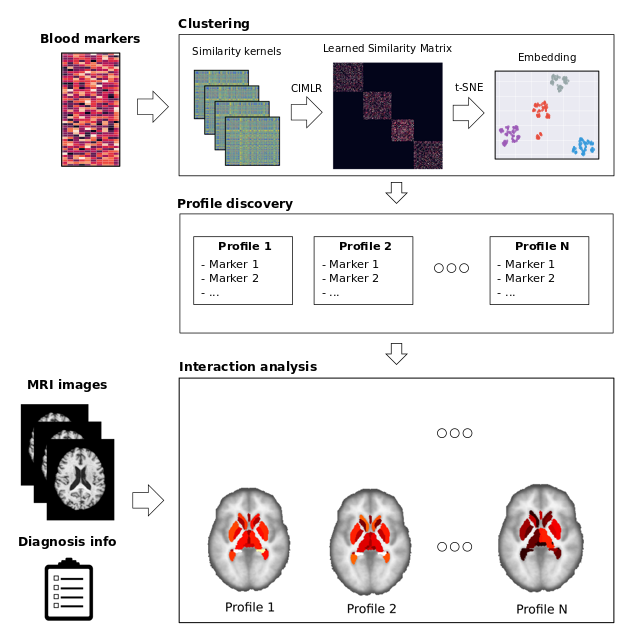 Clustering
Blood markers
Similarity kernels
CIMLR
Learned Similarity Matrix
t-SNE
Embedding
Profile discovery
Profile 1
- Marker 1
- Marker 2
- ...
Profile 2
- Marker 1
- Marker 2
- ...
Profile N
- Marker 1
- Marker 2
- ...
Interaction analysis
MRI images
Diagnosis info
Profile 1
Profile 2
Profile N